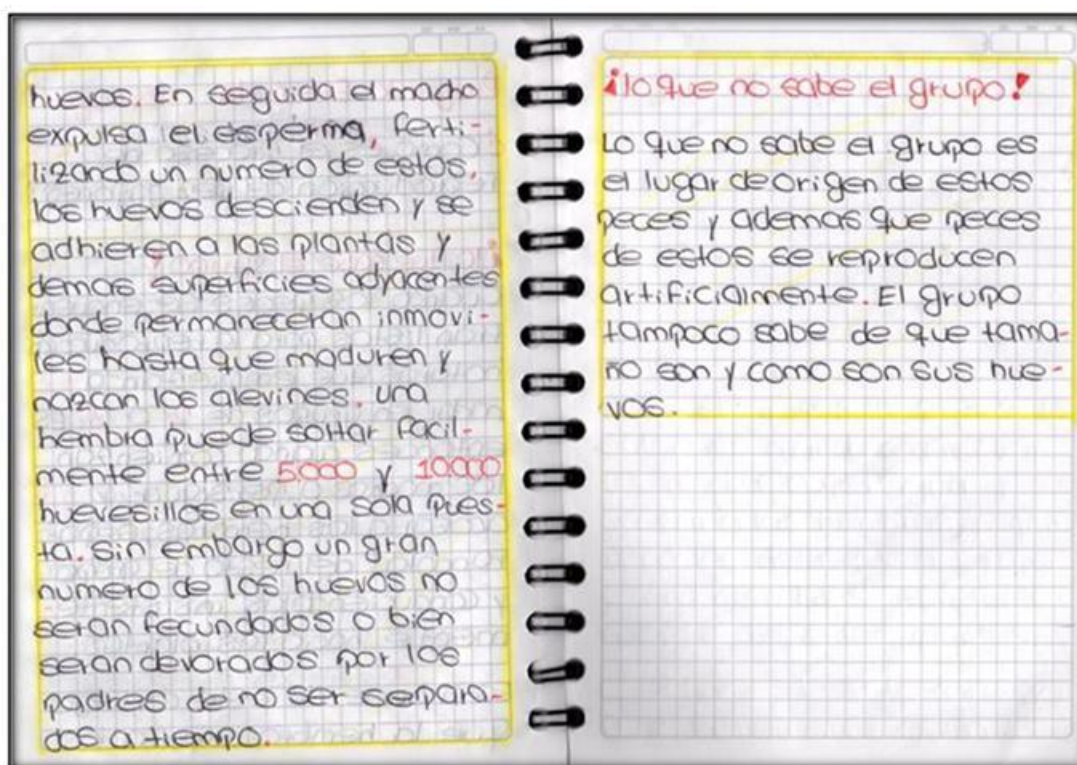 huevos. En seguida el macho
expulsa el esperma, ferti-
lizando un numero de estos.
los huevos descienden y se
adhieren a las plantas y
demas superficies adjacentes
donde permaneceran inmovi-
les hasta que maduren y
nazcan los alevines. una
hembra puede soltar facil-
mente entre 5.000 y 10.000
huevesillos en una sola pues-
ta. Sin embargo un gran
numero de los huevos no
seran fecundados o bien
seran devorados por los
padres de no ser separa-
dos a tiempo.
¡lo que no sabe el grupo!
Lo que no sabe el grupo es
el lugar de origen de estos
peces y ademas que peces
de estos se reproducen
artificialmente. El grupo
tampoco sabe de que tama-
ño son y como son sus hue-
vos.